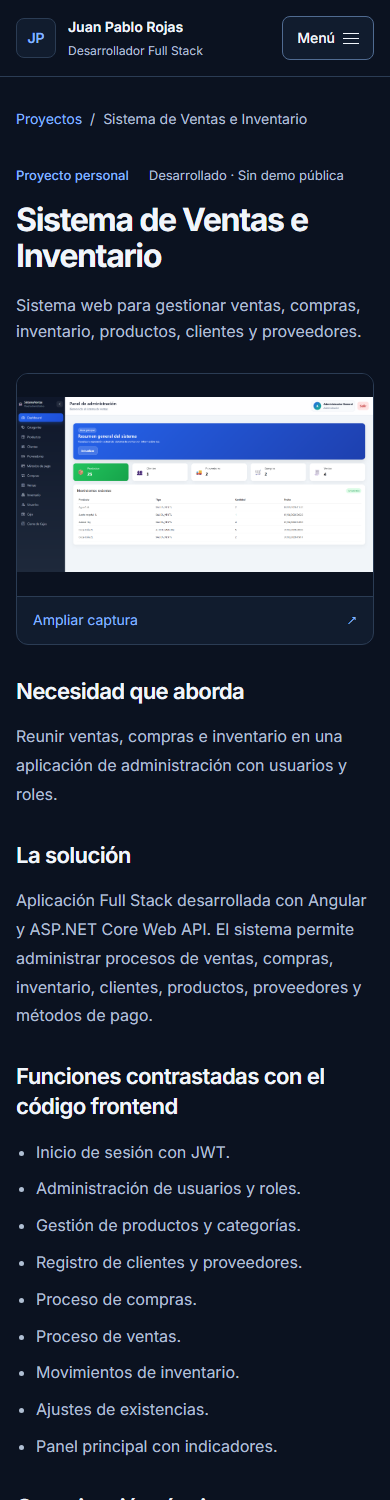 JP
Juan Pablo Rojas
Desarrollador Full Stack
Menú
Proyectos / Sistema de Ventas e Inventario
Proyecto personal Desarrollado · Sin demo pública
Sistema de Ventas e
Inventario
Sistema web para gestionar ventas, compras,
inventario, productos, clientes y proveedores.
Panel de administración
Resumen general del sistema
Ampliar captura ↗
Necesidad que aborda
Reunir ventas, compras e inventario en una
aplicación de administración con usuarios y
roles.
La solución
Aplicación Full Stack desarrollada con Angular
y ASP.NET Core Web API. El sistema permite
administrar procesos de ventas, compras,
inventario, clientes, productos, proveedores y
métodos de pago.
Funciones contrastadas con el
código frontend
• Inicio de sesión con JWT.
• Administración de usuarios y roles.
• Gestión de productos y categorías.
• Registro de clientes y proveedores.
• Proceso de compras.
• Proceso de ventas.
• Movimientos de inventario.
• Ajustes de existencias.
• Panel principal con indicadores.